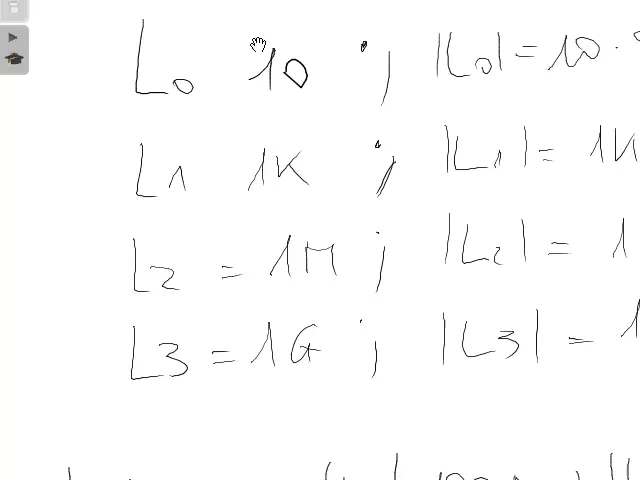 L0 10 ; |L0| = 10 .
L1 1K ; |L1| = 1K
L2 = 1M ; |L2| = 1
L3 = 1G ; |L3| = 1